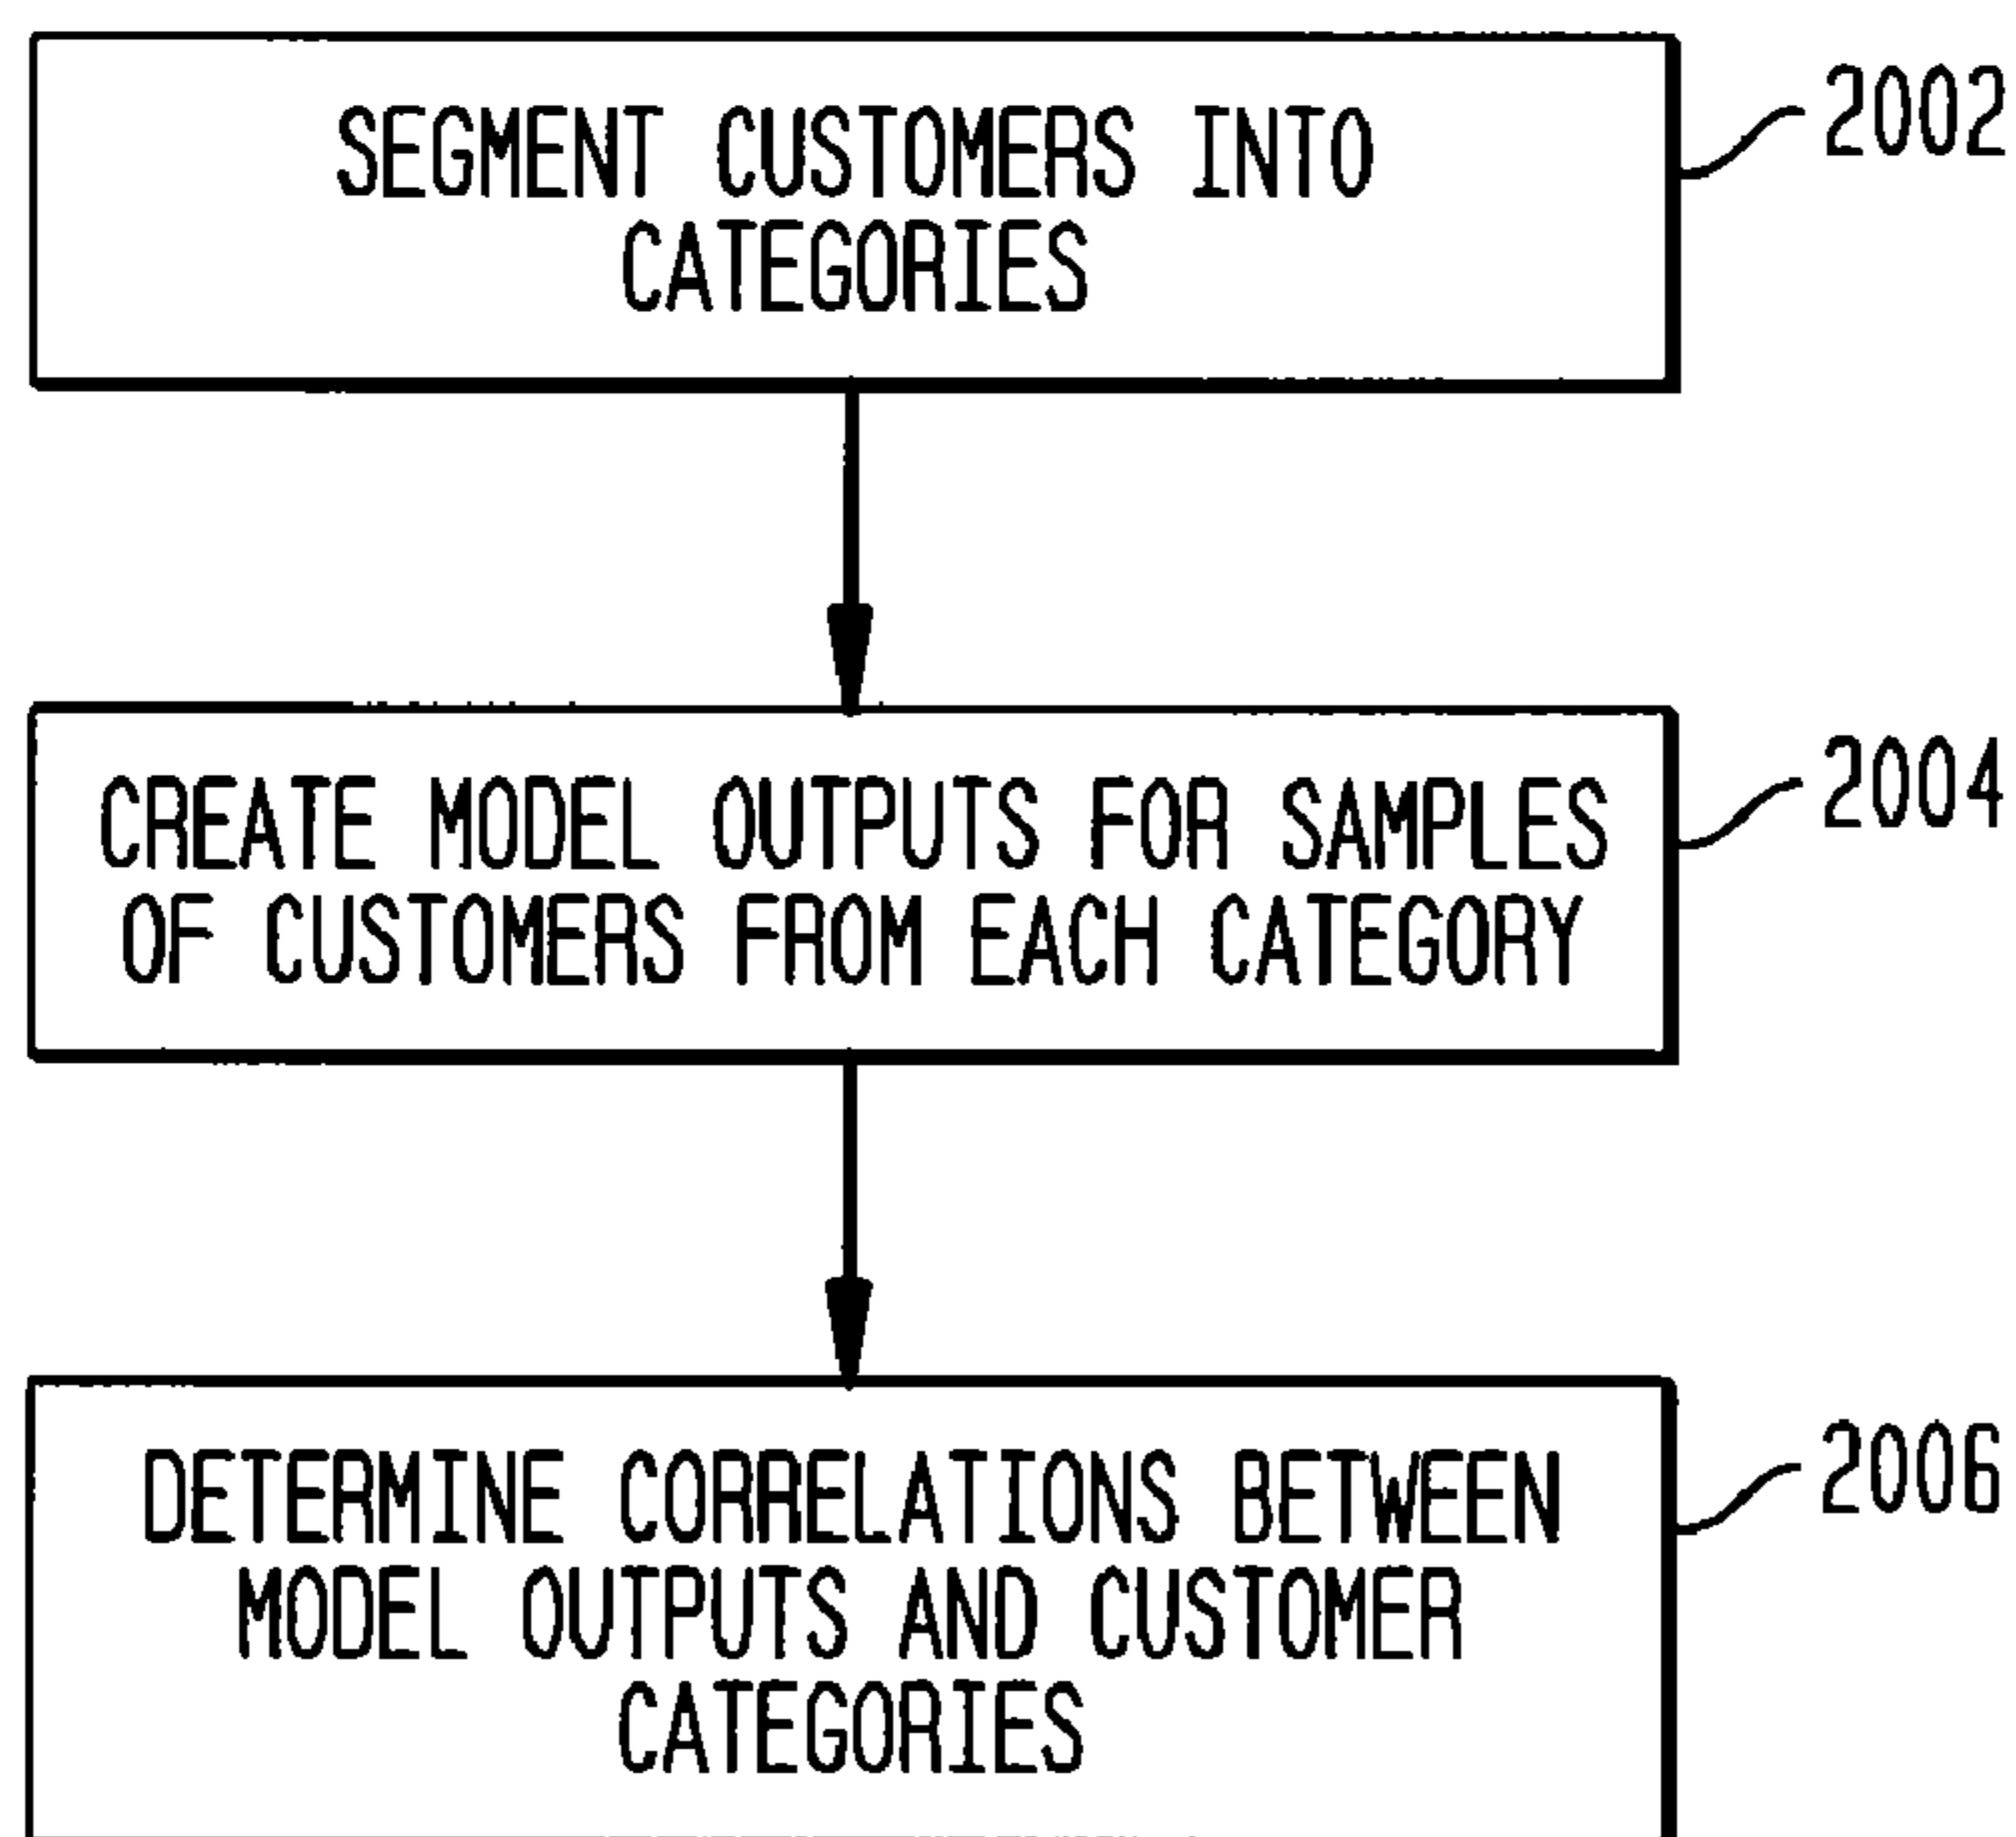 SEGMENT CUSTOMERS INTO
CATEGORIES
2002
CREATE MODEL OUTPUTS FOR SAMPLES
OF CUSTOMERS FROM EACH CATEGORY
2004
DETERMINE CORRELATIONS BETWEEN
MODEL OUTPUTS AND CUSTOMER
CATEGORIES
2006